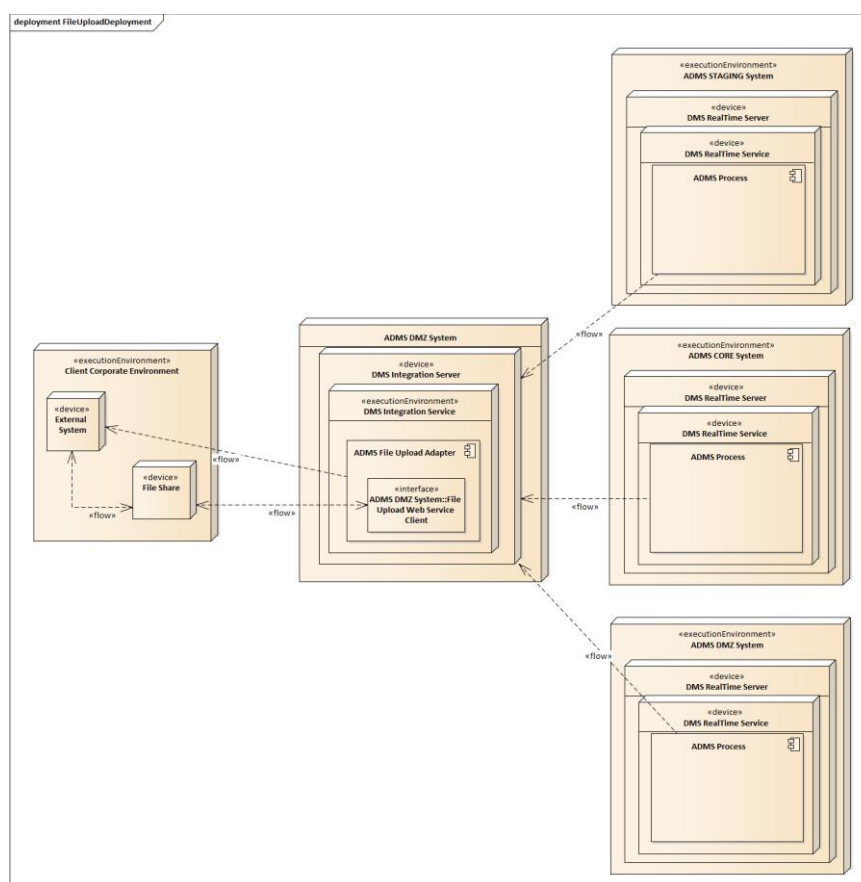 deployment FileUploadDeployment
«executionEnvironment»
ADMS STAGING System
«device»
DMS RealTime Server
«device»
DMS RealTime Service
ADMS Process
«flow»
«executionEnvironment»
Client Corporate Environment
«device»
External
System
«device»
File Share
«flow»
«flow»
«flow»
ADMS DMZ System
«device»
DMS Integration Server
«executionEnvironment»
DMS Integration Service
ADMS File Upload Adapter
«interface»
ADMS DMZ System::File
Upload Web Service
Client
«executionEnvironment»
ADMS CORE System
«device»
DMS RealTime Server
«device»
DMS RealTime Service
ADMS Process
«flow»
«executionEnvironment»
ADMS DMZ System
«device»
DMS RealTime Server
«device»
DMS RealTime Service
ADMS Process
«flow»